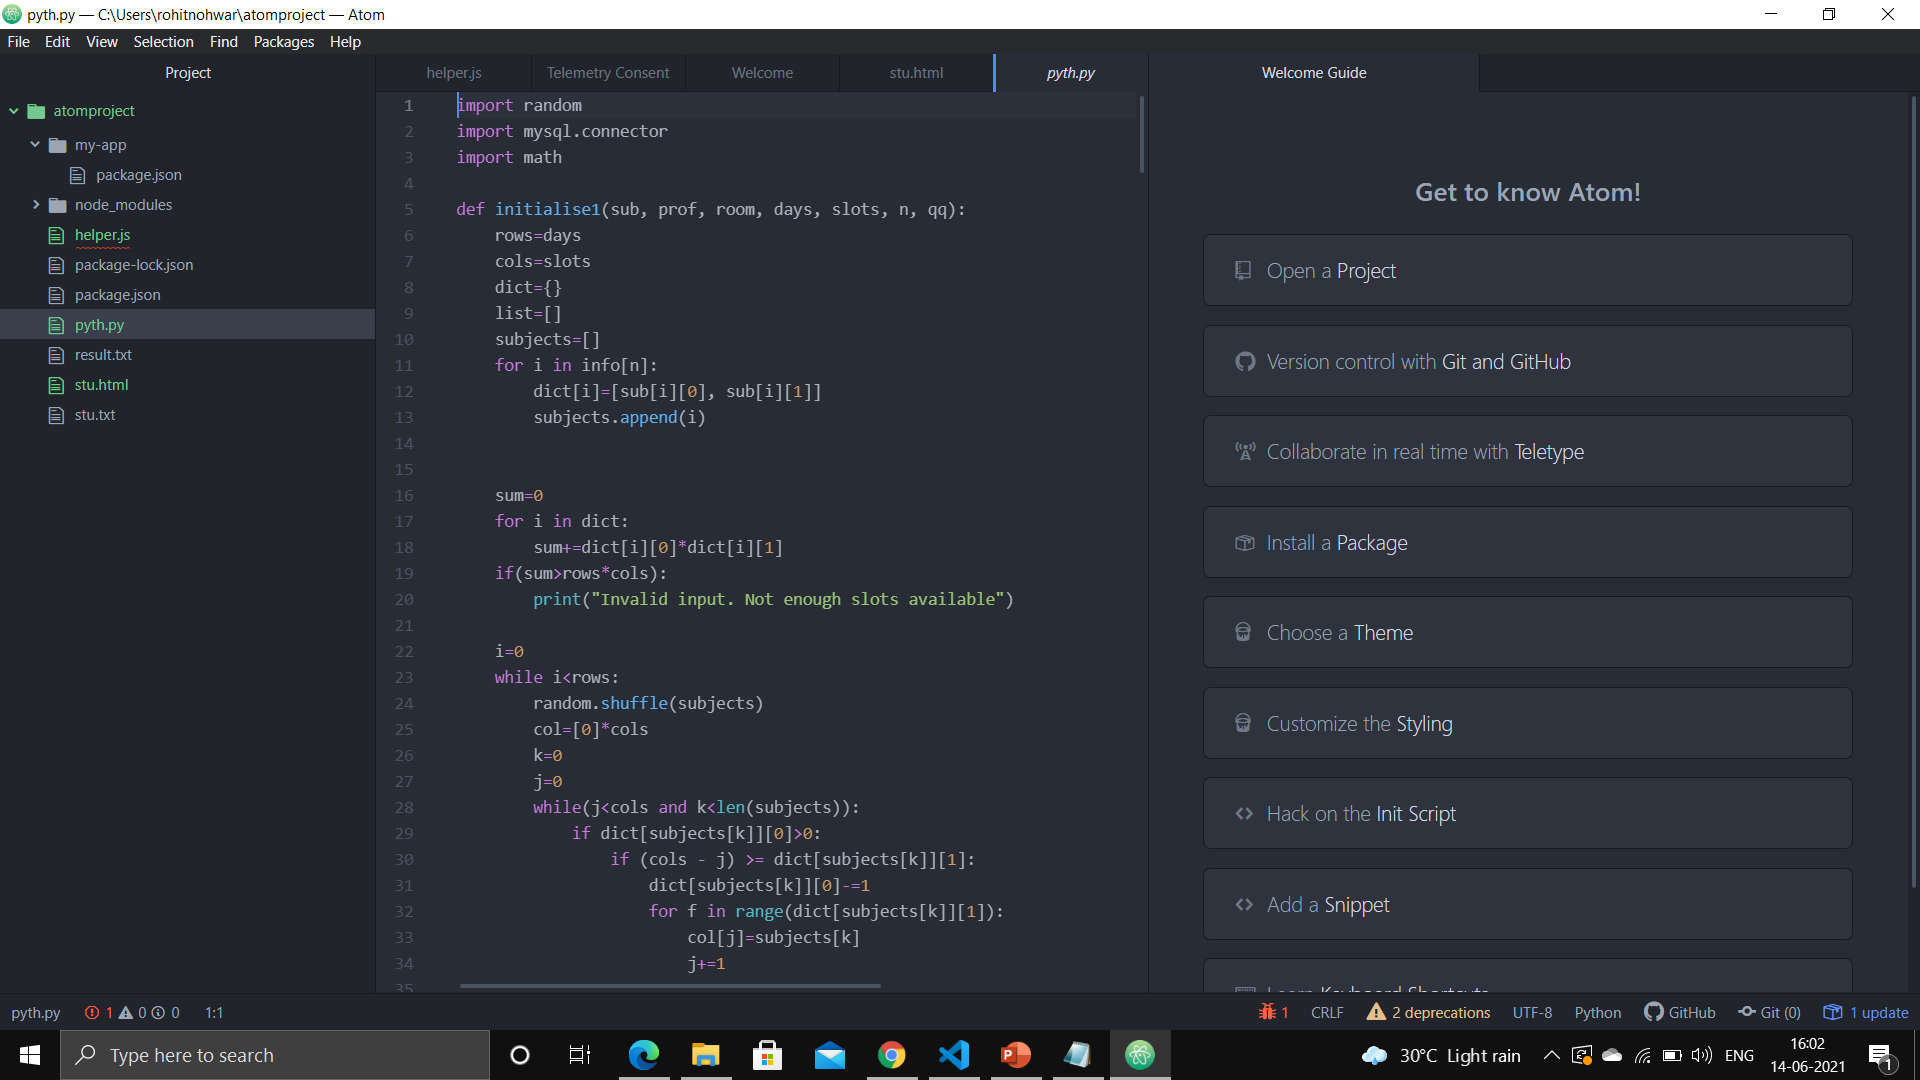 pyth.py — C:\Users\rohitnohwar\atomproject — Atom
File Edit View Selection Find Packages Help
Project
atomproject
my-app
package.json
node_modules
helper.js
package-lock.json
package.json
pyth.py
result.txt
stu.html
stu.txt
helper.js Telemetry Consent Welcome stu.html pyth.py
1 import random
2 import mysql.connector
3 import math
4
5 def initialise1(sub, prof, room, days, slots, n, qq):
6 rows=days
7 cols=slots
8 dict={}
9 list=[]
10 subjects=[]
11 for i in info[n]:
12 dict[i]=[sub[i][0], sub[i][1]]
13 subjects.append(i)
14
15
16 sum=0
17 for i in dict:
18 sum+=dict[i][0]*dict[i][1]
19 if(sum>rows*cols):
20 print("Invalid input. Not enough slots available")
21
22 i=0
23 while i<rows:
24 random.shuffle(subjects)
25 col=[0]*cols
26 k=0
27 j=0
28 while(j<cols and k<len(subjects)):
29 if dict[subjects[k]][0]>0:
30 if (cols - j) >= dict[subjects[k]][1]:
31 dict[subjects[k]][0]-=1
32 for f in range(dict[subjects[k]][1]):
33 col[j]=subjects[k]
34 j+=1
35
Welcome Guide
Get to know Atom!
Open a Project
Version control with Git and GitHub
Collaborate in real time with Teletype
Install a Package
Choose a Theme
Customize the Styling
Hack on the Init Script
Add a Snippet
Learn Keyboard Shortcuts
pyth.py 1 0 0 1:1
1 CRLF 2 deprecations UTF-8 Python GitHub Git (0) 1 update
Type here to search
30°C Light rain ENG
16:02
14-06-2021
1